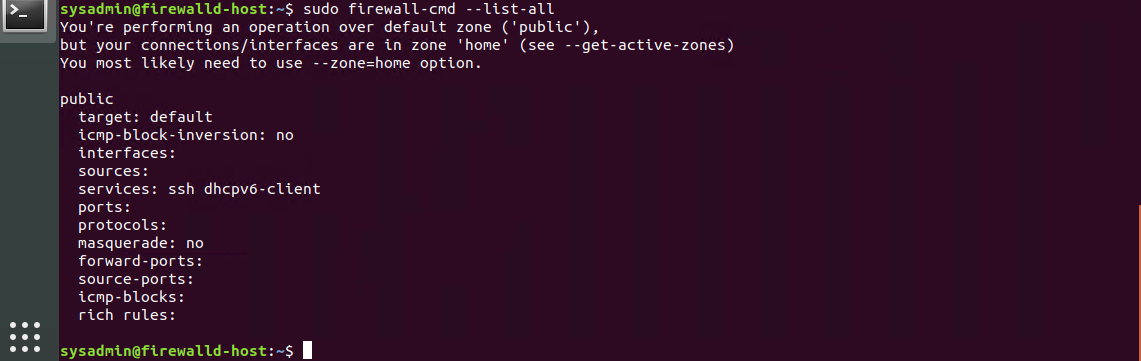 sysadmin@firewalld-host:~$ sudo firewall-cmd --list-all
You're performing an operation over default zone ('public'),
but your connections/interfaces are in zone 'home' (see --get-active-zones)
You most likely need to use --zone=home option.

public
  target: default
  icmp-block-inversion: no
  interfaces:
  sources:
  services: ssh dhcpv6-client
  ports:
  protocols:
  masquerade: no
  forward-ports:
  source-ports:
  icmp-blocks:
  rich rules:

sysadmin@firewalld-host:~$